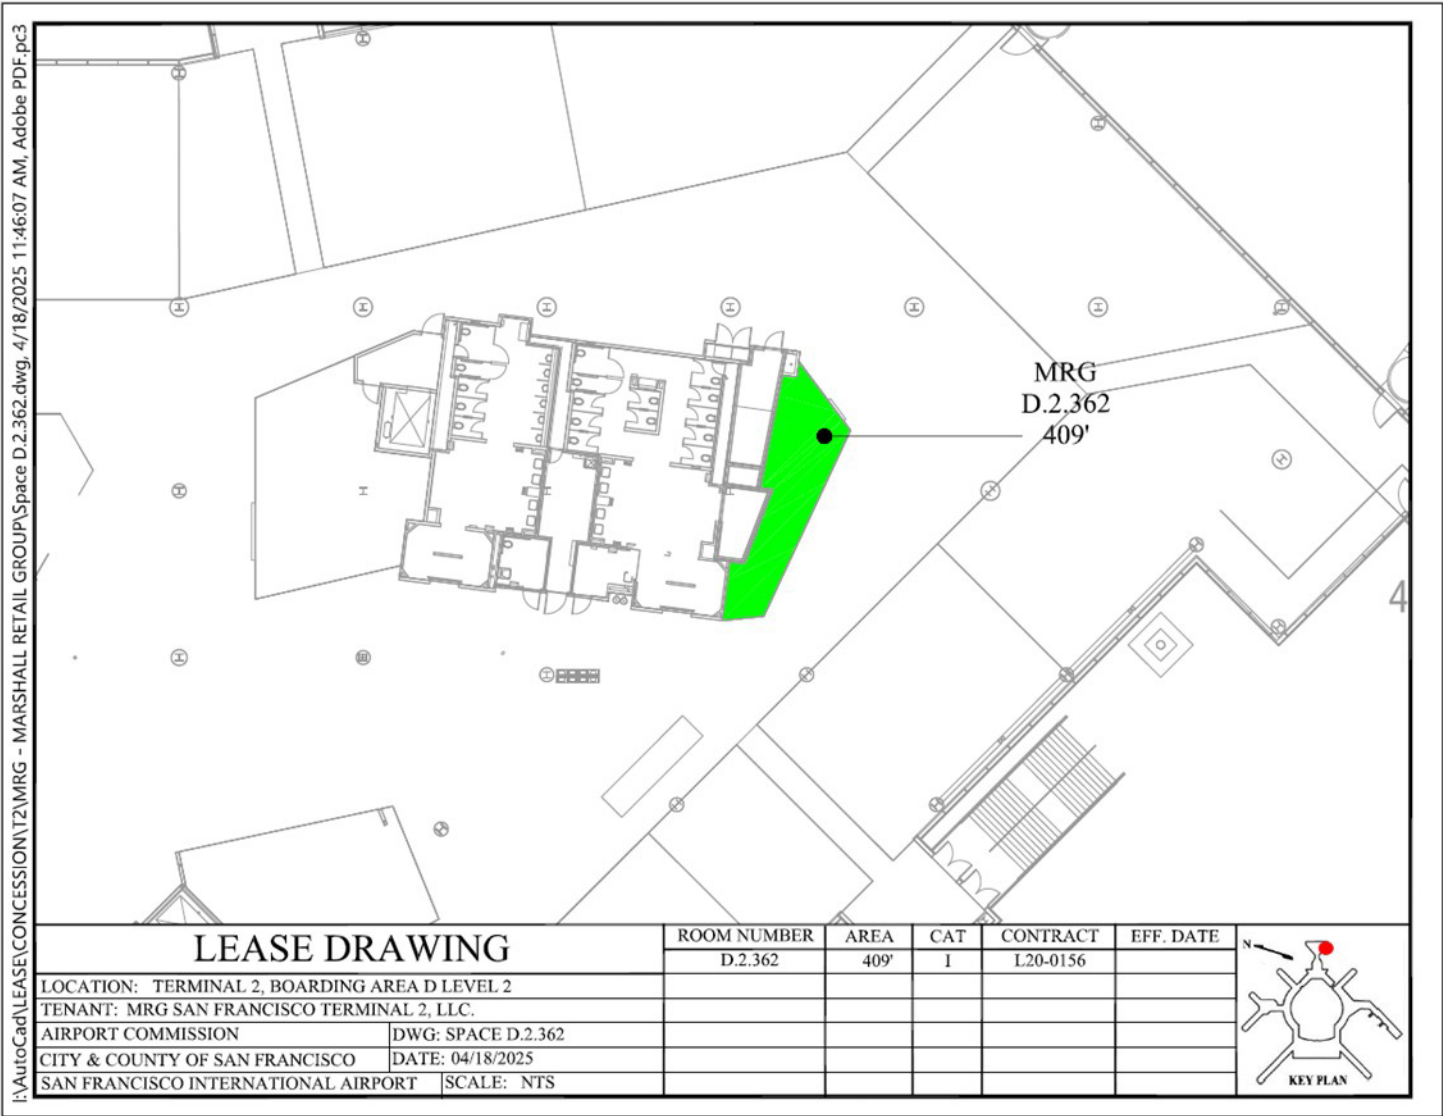 I:\AutoCad\LEASE\CONCESSION\T2\MRG - MARSHALL RETAIL GROUP\Space D.2.362.dwg, 4/18/2025 11:46:07 AM, Adobe PDF.pc3
MRG
D.2.362
409'
4
LEASE DRAWING
LOCATION: TERMINAL 2, BOARDING AREA D LEVEL 2
TENANT: MRG SAN FRANCISCO TERMINAL 2, LLC.
AIRPORT COMMISSION DWG: SPACE D.2.362
CITY & COUNTY OF SAN FRANCISCO DATE: 04/18/2025
SAN FRANCISCO INTERNATIONAL AIRPORT SCALE: NTS
ROOM NUMBER AREA CAT CONTRACT EFF. DATE
D.2.362 409' I L20-0156
N
KEY PLAN